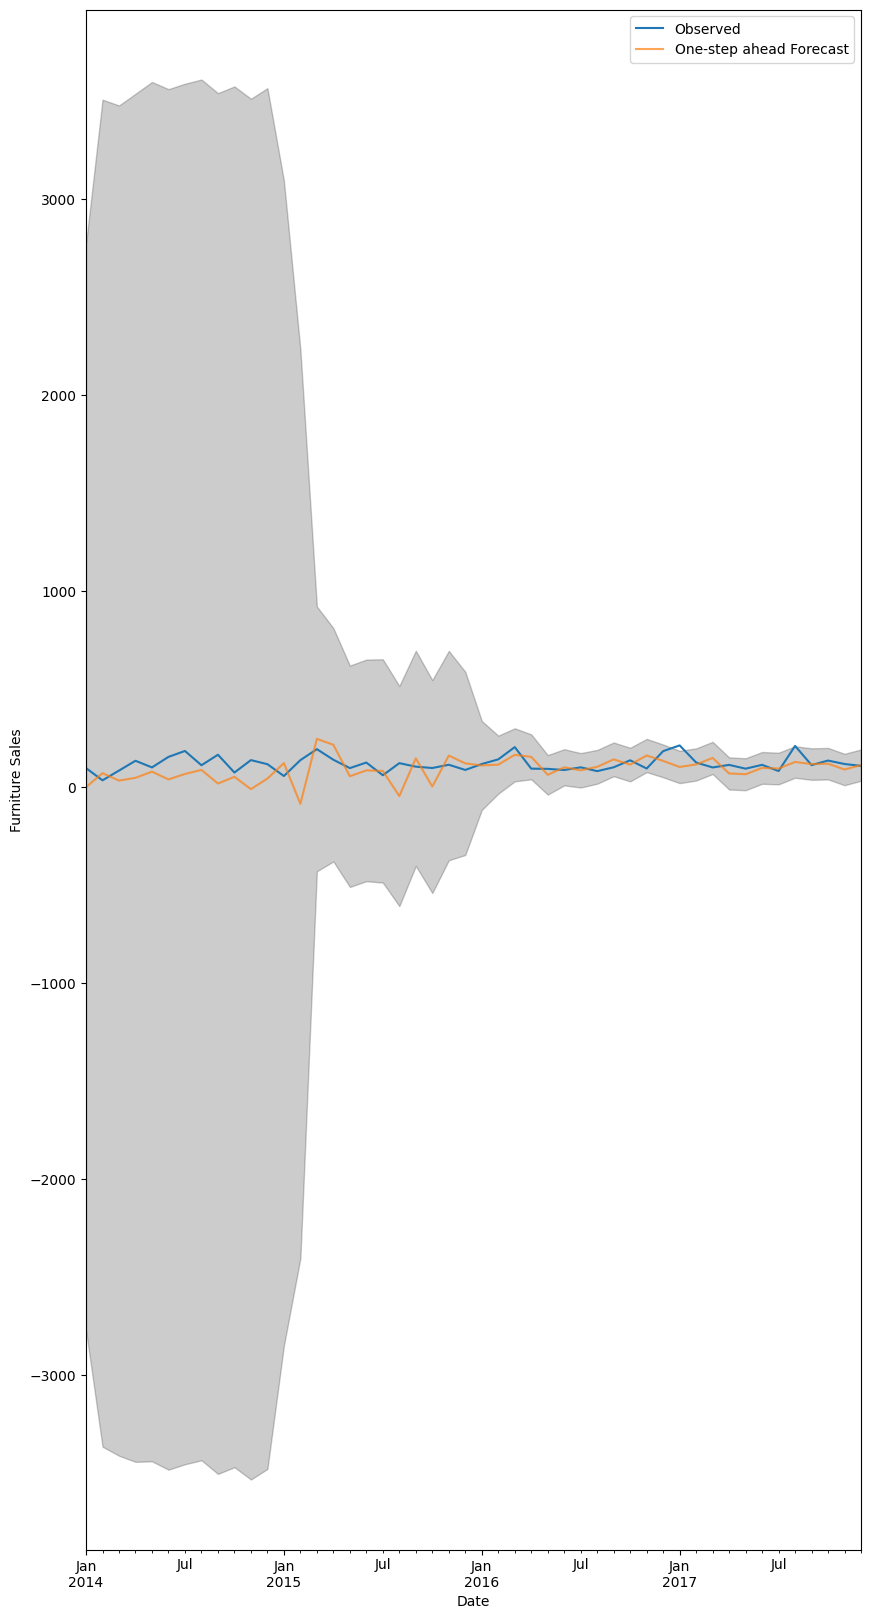 Observed
One-step ahead Forecast
3000
2000
1000
0
−1000
−2000
−3000
Furniture Sales
Jan
2014
Jul
Jan
2015
Jul
Jan
2016
Jul
Jan
2017
Jul
Date